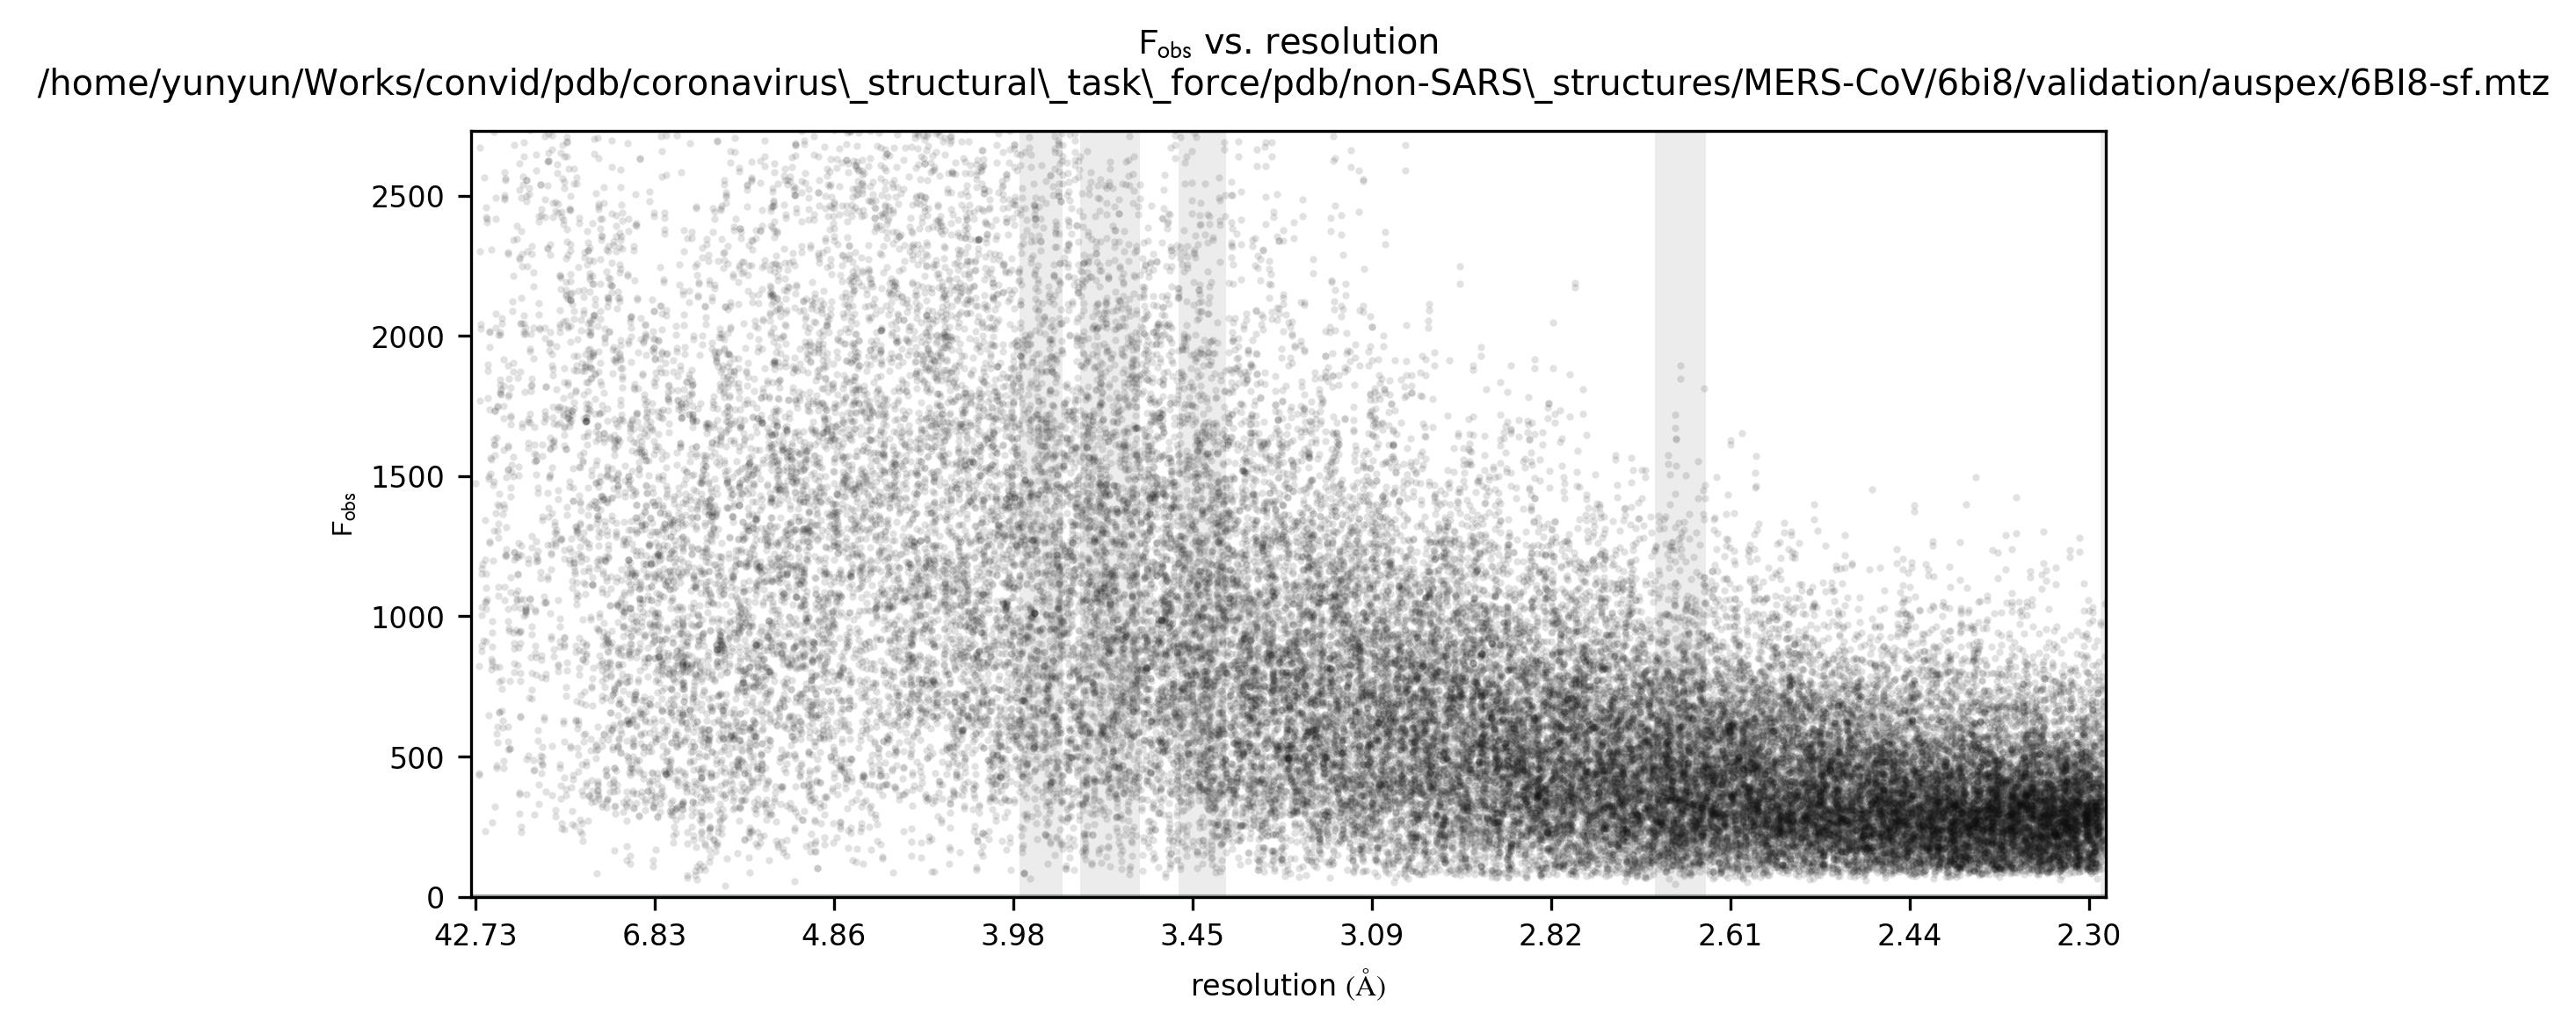 Fobs vs. resolution
/home/yunyun/Works/convid/pdb/coronavirus\_structural\_task\_force/pdb/non-SARS\_structures/MERS-CoV/6bi8/validation/auspex/6BI8-sf.mtz
2500
2000
1500
1000
500
0
Fobs
42.73 6.83 4.86 3.98 3.45 3.09 2.82 2.61 2.44 2.30
resolution (Å)